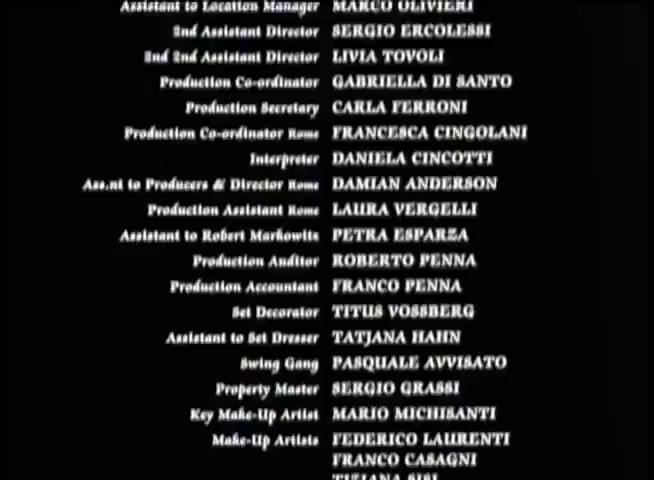 Assistant to Location Manager MARCO OLIVIERI
2nd Assistant Director SERGIO ERCOLESSI
2nd 2nd Assistant Director LIVIA TOVOLI
Production Co-ordinator GABRIELLA DI SANTO
Production Secretary CARLA FERRONI
Production Co-ordinator Rome FRANCESCA CINGOLANI
Interpreter DANIELA CINCOTTI
Ass.nt to Producers & Director Rome DAMIAN ANDERSON
Production Assistant Rome LAURA VERGELLI
Assistant to Robert Markowitz PETRA ESPARZA
Production Auditor ROBERTO PENNA
Production Accountant FRANCO PENNA
Set Decorator TITUS VOSSBERG
Assistant to Set Dresser TATJANA HAHN
Swing Gang PASQUALE AVVISATO
Property Master SERGIO GRASSI
Key Make-Up Artist MARIO MICHISANTI
Make-Up Artists FEDERICO LAURENTI
FRANCO CASAGNI
TIZIANA SISI